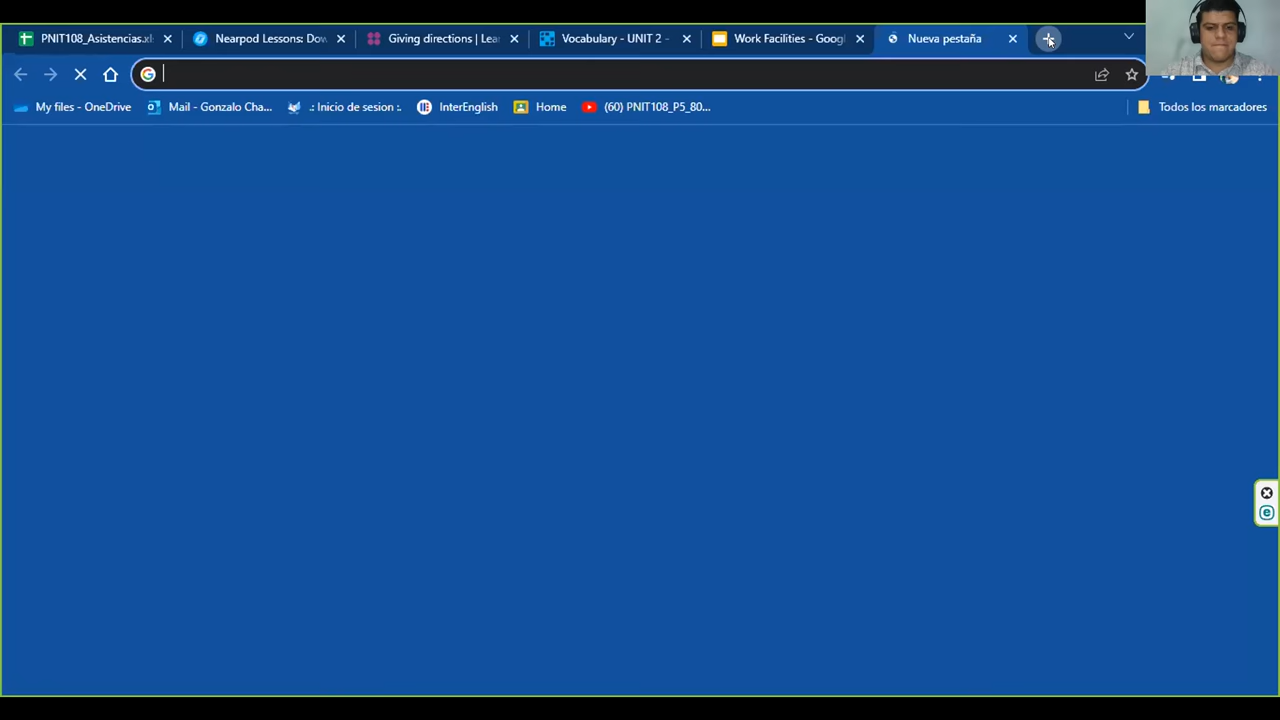 PNIT108_Asistencias.xl
Nearpod Lessons: Dow
Giving directions | Lea
Vocabulary - UNIT 2 -
Work Facilities - Goog
Nueva pestaña
My files - OneDrive
Mail - Gonzalo Cha...
.: Inicio de sesion :.
InterEnglish
Home
(60) PNIT108_P5_80...
Todos los marcadores